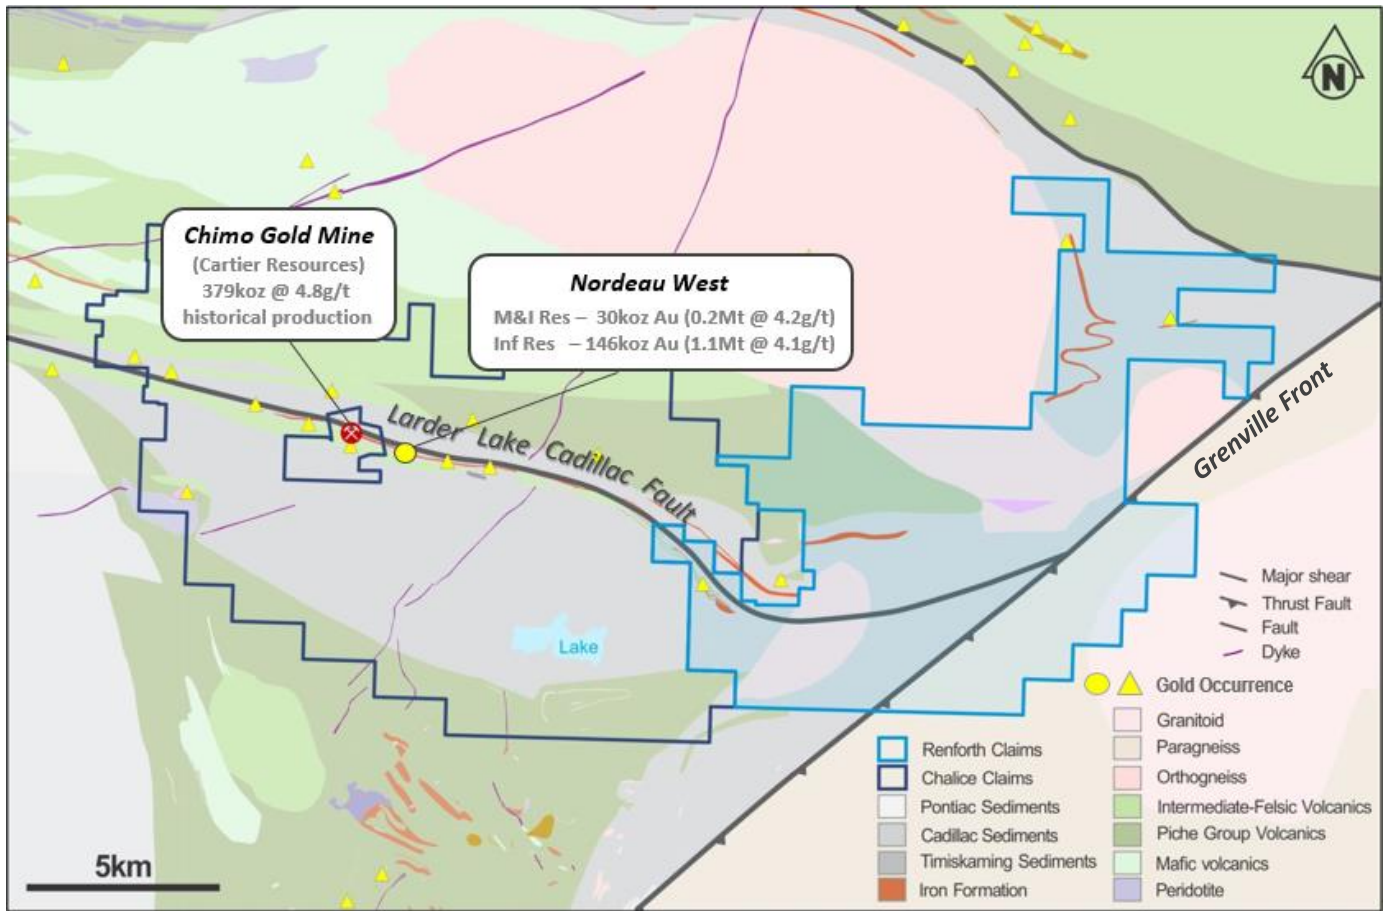 N
Chimo Gold Mine
(Cartier Resources)
379koz @ 4.8g/t
historical production
Nordeau West
M&I Res – 30koz Au (0.2Mt @ 4.2g/t)
Inf Res – 146koz Au (1.1Mt @ 4.1g/t)
Larder Lake Cadillac Fault
Grenville Front
Lake
5km
Major shear
Thrust Fault
Fault
Dyke
Gold Occurrence
Renforth Claims
Chalice Claims
Pontiac Sediments
Cadillac Sediments
Timiskaming Sediments
Iron Formation
Granitoid
Paragneiss
Orthogneiss
Intermediate-Felsic Volcanics
Piche Group Volcanics
Mafic volcanics
Peridotite